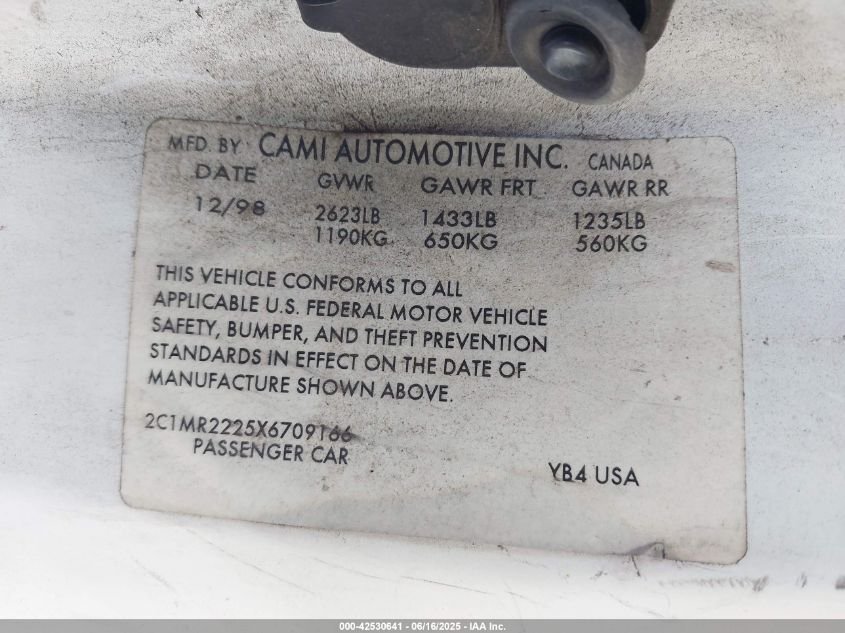 MFD. BY CAMI AUTOMOTIVE INC. CANADA
DATE GVWR GAWR FRT GAWR RR
12/98 2623LB 1433LB 1235LB
1190KG 650KG 560KG
THIS VEHICLE CONFORMS TO ALL
APPLICABLE U.S. FEDERAL MOTOR VEHICLE
SAFETY, BUMPER, AND THEFT PREVENTION
STANDARDS IN EFFECT ON THE DATE OF
MANUFACTURE SHOWN ABOVE.
2C1MR2225X6709166
PASSENGER CAR
YB4 USA
000-42530641 - 06/16/2025 - IAA Inc.